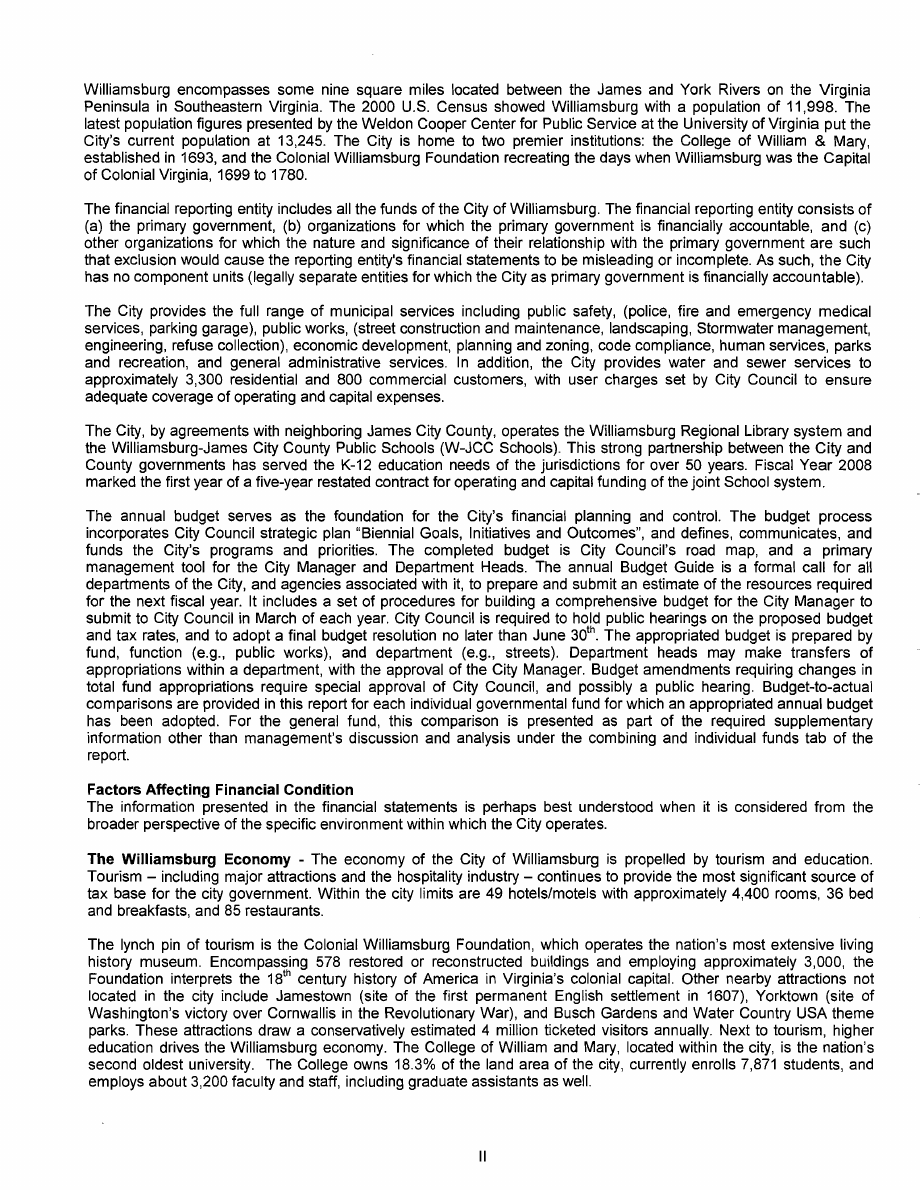 Williamsburg encompasses some nine square miles located between the James and York Rivers on the Virginia
Peninsula in Southeastern Virginia. The 2000 U.S. Census showed Williamsburg with a population of 11,998. The
latest population figures presented by the Weldon Cooper Center for Public Service at the University of Virginia put the
City's current population at 13,245. The City is home to two premier institutions: the College of William & Mary,
established in 1693, and the Colonial Williamsburg Foundation recreating the days when Williamsburg was the Capital
of Colonial Virginia, 1699 to 1780.

The financial reporting entity includes all the funds of the City of Williamsburg. The financial reporting entity consists of
(a) the primary government, (b) organizations for which the primary government is financially accountable, and (c)
other organizations for which the nature and significance of their relationship with the primary government are such
that exclusion would cause the reporting entity's financial statements to be misleading or incomplete. As such, the City
has no component units (legally separate entities for which the City as primary government is financially accountable).

The City provides the full range of municipal services including public safety, (police, fire and emergency medical
services, parking garage), public works, (street construction and maintenance, landscaping, Stormwater management,
engineering, refuse collection), economic development, planning and zoning, code compliance, human services, parks
and recreation, and general administrative services. In addition, the City provides water and sewer services to
approximately 3,300 residential and 800 commercial customers, with user charges set by City Council to ensure
adequate coverage of operating and capital expenses.

The City, by agreements with neighboring James City County, operates the Williamsburg Regional Library system and
the Williamsburg-James City County Public Schools (W-JCC Schools). This strong partnership between the City and
County governments has served the K-12 education needs of the jurisdictions for over 50 years. Fiscal Year 2008
marked the first year of a five-year restated contract for operating and capital funding of the joint School system.

The annual budget serves as the foundation for the City's financial planning and control. The budget process
incorporates City Council strategic plan “Biennial Goals, Initiatives and Outcomes”, and defines, communicates, and
funds the City's programs and priorities. The completed budget is City Council's road map, and a primary
management tool for the City Manager and Department Heads. The annual Budget Guide is a formal call for all
departments of the City, and agencies associated with it, to prepare and submit an estimate of the resources required
for the next fiscal year. It includes a set of procedures for building a comprehensive budget for the City Manager to
submit to City Council in March of each year. City Council is required to hold public hearings on the proposed budget
and tax rates, and to adopt a final budget resolution no later than June 30th. The appropriated budget is prepared by
fund, function (e.g., public works), and department (e.g., streets). Department heads may make transfers of
appropriations within a department, with the approval of the City Manager. Budget amendments requiring changes in
total fund appropriations require special approval of City Council, and possibly a public hearing. Budget-to-actual
comparisons are provided in this report for each individual governmental fund for which an appropriated annual budget
has been adopted. For the general fund, this comparison is presented as part of the required supplementary
information other than management's discussion and analysis under the combining and individual funds tab of the
report.

Factors Affecting Financial Condition
The information presented in the financial statements is perhaps best understood when it is considered from the
broader perspective of the specific environment within which the City operates.

The Williamsburg Economy - The economy of the City of Williamsburg is propelled by tourism and education.
Tourism – including major attractions and the hospitality industry – continues to provide the most significant source of
tax base for the city government. Within the city limits are 49 hotels/motels with approximately 4,400 rooms, 36 bed
and breakfasts, and 85 restaurants.

The lynch pin of tourism is the Colonial Williamsburg Foundation, which operates the nation's most extensive living
history museum. Encompassing 578 restored or reconstructed buildings and employing approximately 3,000, the
Foundation interprets the 18th century history of America in Virginia's colonial capital. Other nearby attractions not
located in the city include Jamestown (site of the first permanent English settlement in 1607), Yorktown (site of
Washington's victory over Cornwallis in the Revolutionary War), and Busch Gardens and Water Country USA theme
parks. These attractions draw a conservatively estimated 4 million ticketed visitors annually. Next to tourism, higher
education drives the Williamsburg economy. The College of William and Mary, located within the city, is the nation's
second oldest university. The College owns 18.3% of the land area of the city, currently enrolls 7,871 students, and
employs about 3,200 faculty and staff, including graduate assistants as well.

II